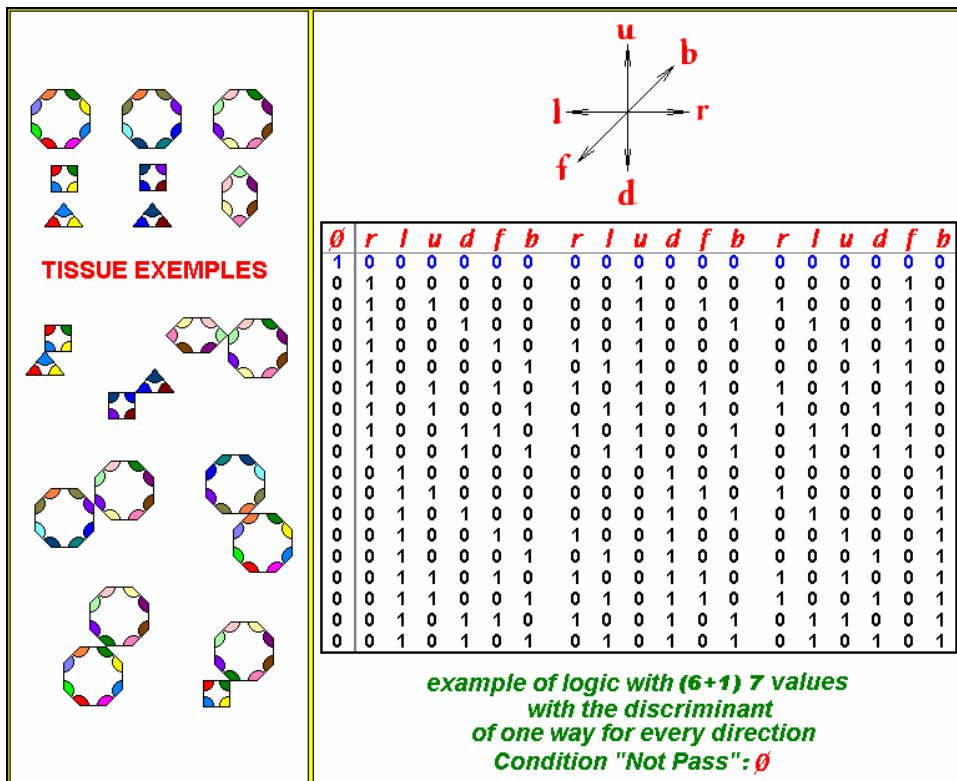 TISSUE EXEMPLES
u
b
l
r
f
d
Ø r l u d f b r l u d f b r l u d f b
1 0 0 0 0 0 0 0 0 0 0 0 0 0 0 0 0 0 0
0 1 0 0 0 0 0 0 0 1 0 0 0 0 0 0 0 1 0
0 1 0 1 0 0 0 0 0 1 0 1 0 1 0 0 0 1 0
0 1 0 0 1 0 0 0 0 1 0 0 1 0 1 0 0 1 0
0 1 0 0 0 1 0 1 0 1 0 0 0 0 0 1 0 1 0
0 1 0 0 0 0 1 0 1 1 0 0 0 0 0 0 1 1 0
0 1 0 1 0 1 0 1 0 1 0 1 0 1 0 1 0 1 0
0 1 0 1 0 0 1 0 1 1 0 1 0 1 0 0 1 1 0
0 1 0 0 1 1 0 1 0 1 0 0 1 0 1 1 0 1 0
0 1 0 0 1 0 1 0 1 1 0 0 1 0 1 0 1 1 0
0 0 1 0 0 0 0 0 0 0 1 0 0 0 0 0 0 0 1
0 0 1 1 0 0 0 0 0 0 1 1 0 1 0 0 0 0 1
0 0 1 0 1 0 0 0 0 0 1 0 1 0 1 0 0 0 1
0 0 1 0 0 1 0 1 0 0 1 0 0 0 0 1 0 0 1
0 0 1 0 0 0 1 0 1 0 1 0 0 0 0 0 1 0 1
0 0 1 1 0 1 0 1 0 0 1 1 0 1 0 1 0 0 1
0 0 1 1 0 0 1 0 1 0 1 1 0 1 0 0 1 0 1
0 0 1 0 1 1 0 1 0 0 1 0 1 0 1 1 0 0 1
0 0 1 0 1 0 1 0 1 0 1 0 1 0 1 0 1 0 1
example of logic with (6+1) 7 values
with the discriminant
of one way for every direction
Condition "Not Pass": Ø